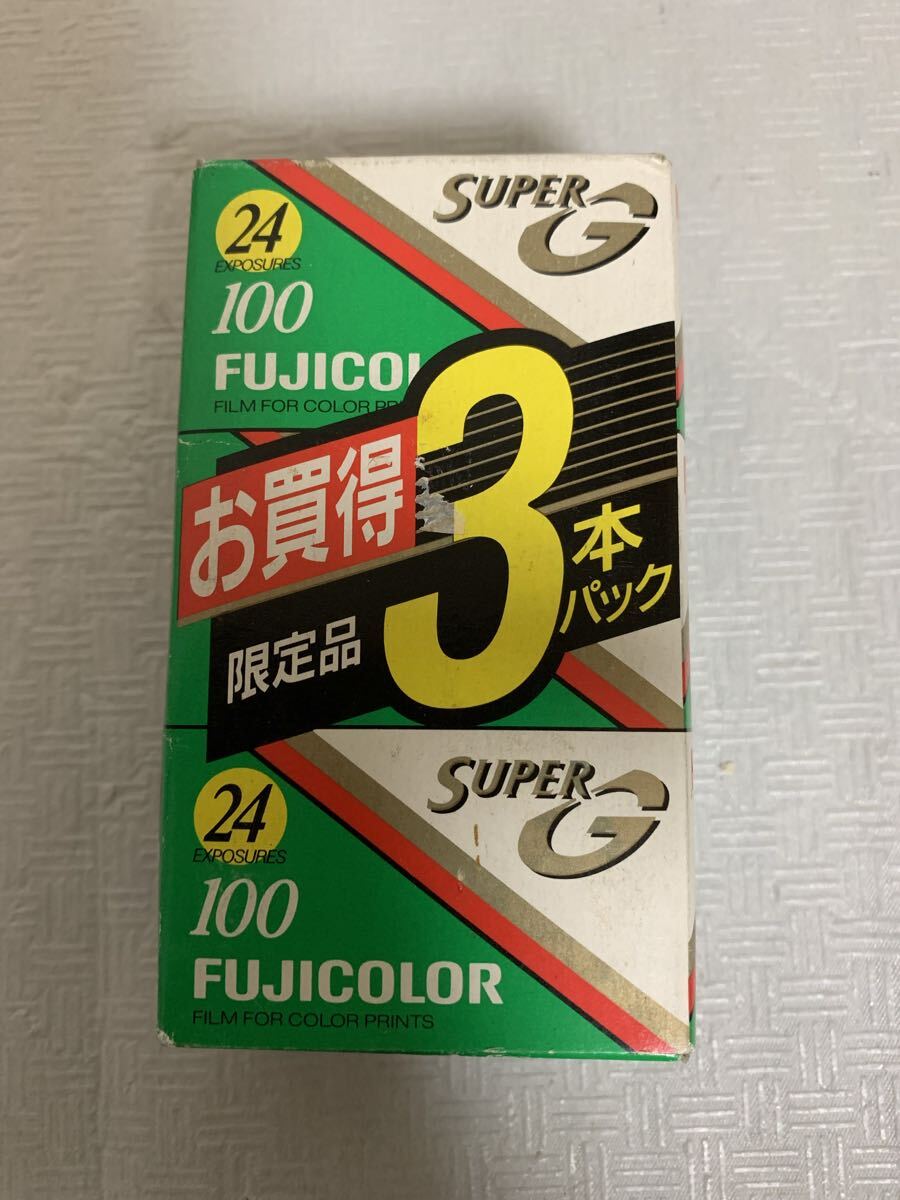 SUPER G
24
EXPOSURES
100
FUJICOL
FILM FOR COLOR PR
お買得
3
本
パック
限定品
SUPER G
24
EXPOSURES
100
FUJICOLOR
FILM FOR COLOR PRINTS